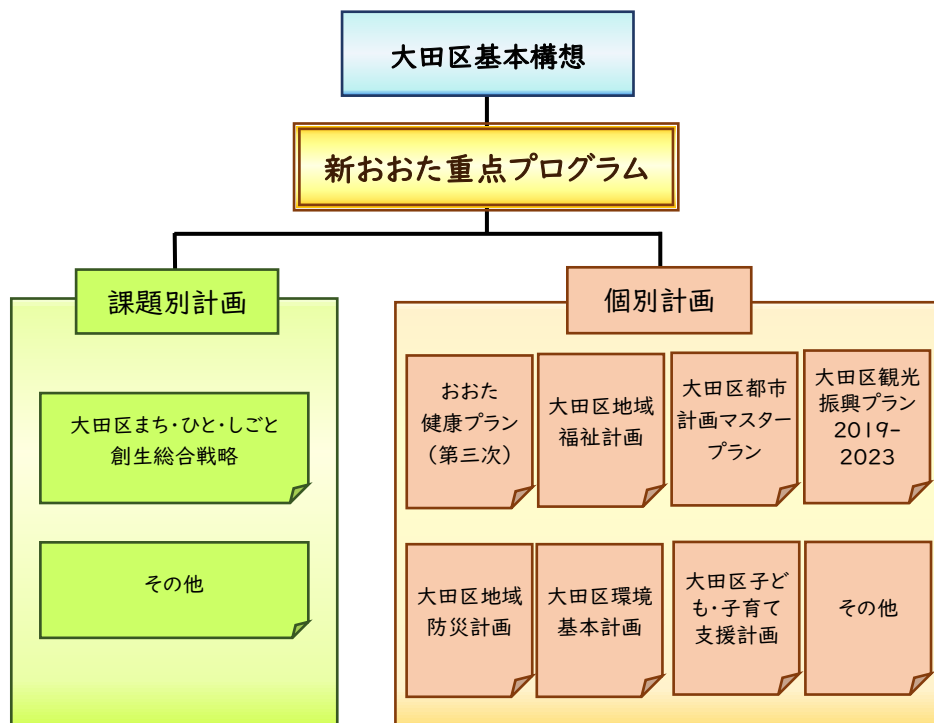 大田区基本構想
新おおた重点プログラム
課題別計画
大田区まち・ひと・しごと
創生総合戦略
その他
個別計画
おおた
健康プラン
（第三次）
大田区地域
福祉計画
大田区都市
計画マスター
プラン
大田区観光
振興プラン
2019-
2023
大田区地域
防災計画
大田区環境
基本計画
大田区子ど
も・子育て
支援計画
その他